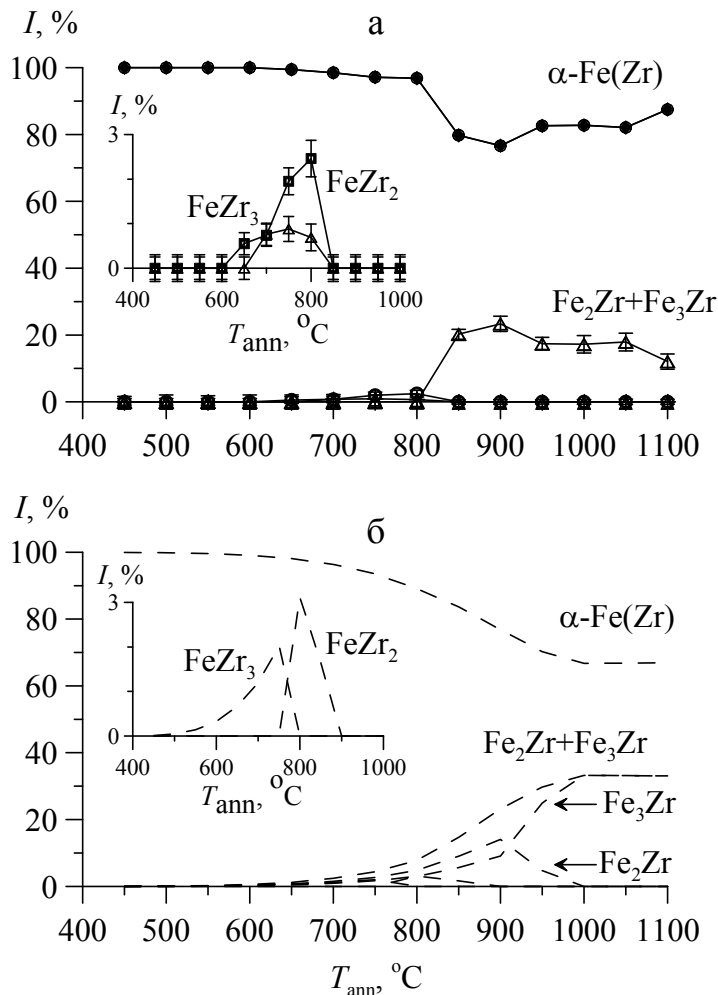 I, %
а
100
80
60
40
20
0
α-Fe(Zr)
I, %
3
0
FeZr₃
FeZr₂
400 600 800 1000
Tann, °C
Fe₂Zr+Fe₃Zr
400 500 600 700 800 900 1000 1100
I, %
б
100
80
60
40
20
0
I, %
3
0
FeZr₃
FeZr₂
400 600 800 1000
Tann, °C
α-Fe(Zr)
Fe₂Zr+Fe₃Zr
Fe₃Zr
Fe₂Zr
400 500 600 700 800 900 1000 1100
Tann, °C